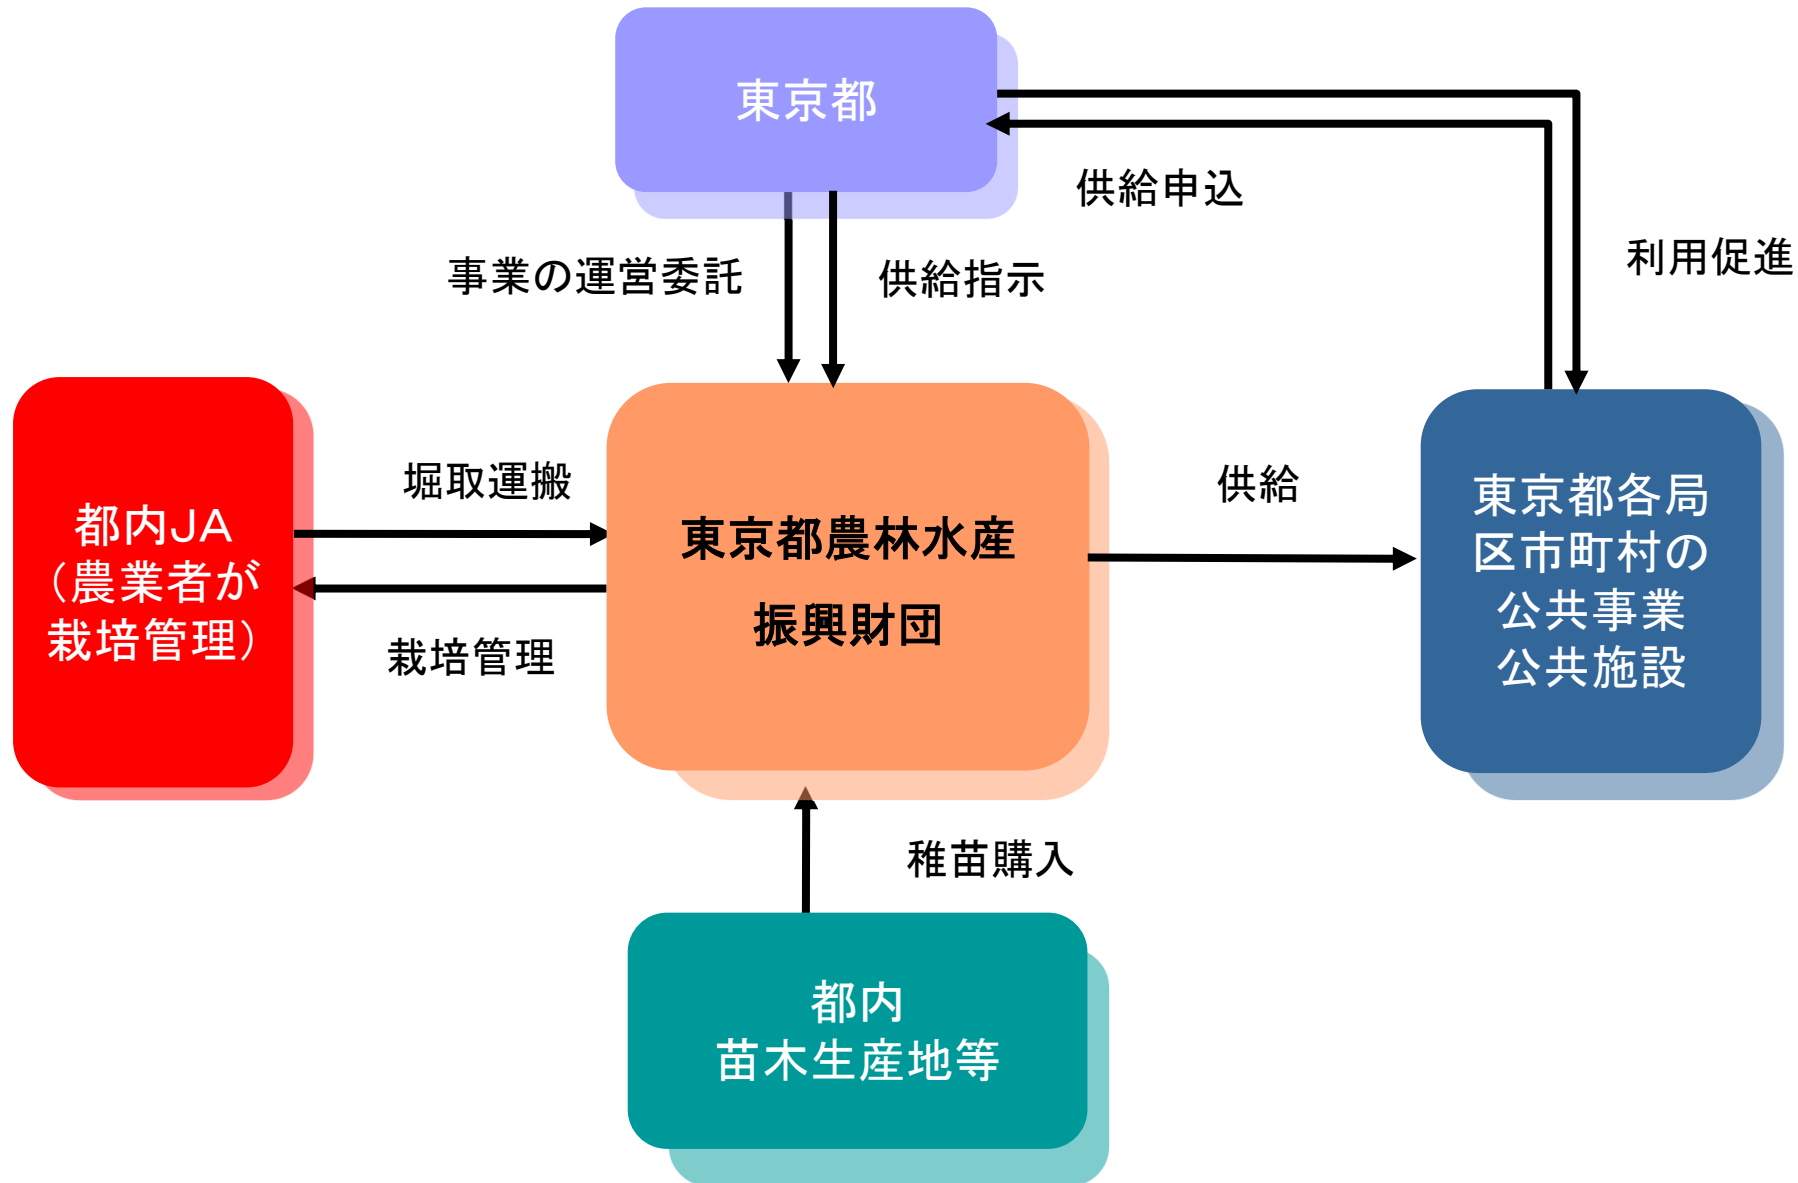 東京都
供給申込
利用促進
事業の運営委託
供給指示
都内JA
（農業者が
栽培管理）
堀取運搬
栽培管理
東京都農林水産
振興財団
供給
東京都各局
区市町村の
公共事業
公共施設
稚苗購入
都内
苗木生産地等